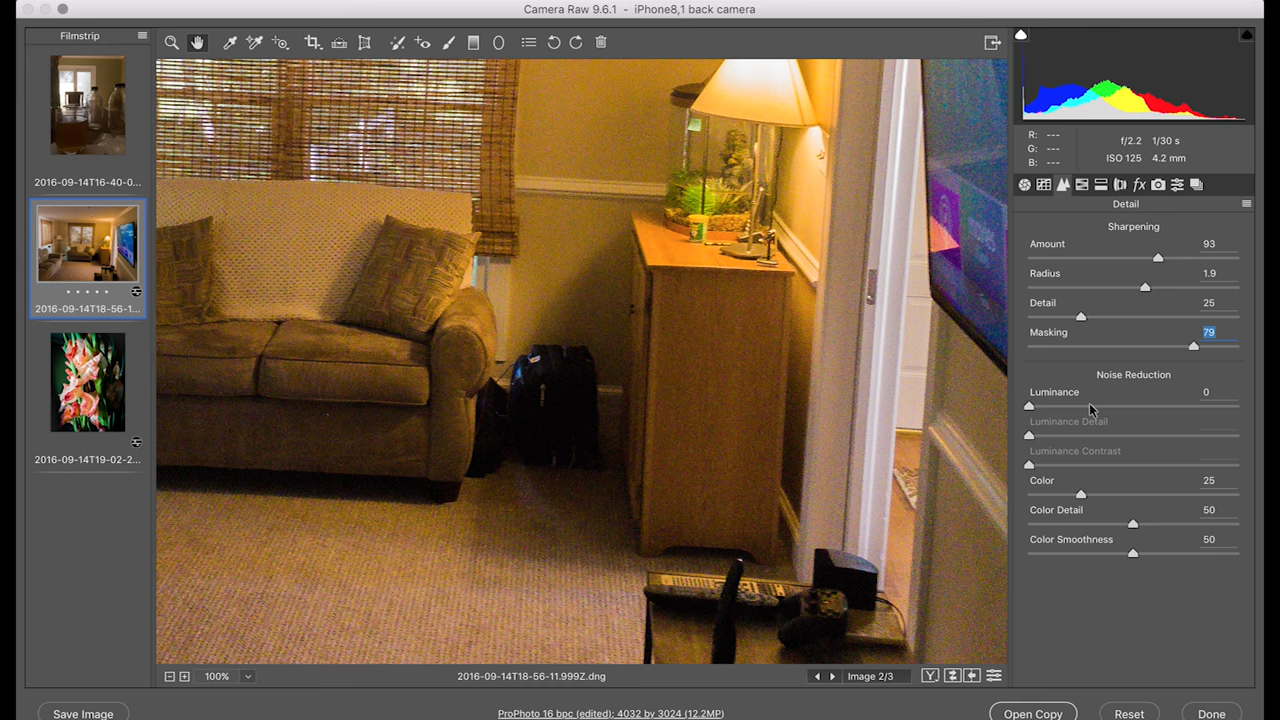 Camera Raw 9.6.1 - iPhone8,1 back camera
Filmstrip
2016-09-14T16-40-0...
2016-09-14T18-56-1...
2016-09-14T19-02-2...
R: ---
G: ---
B: ---
f/2.2 1/30 s
ISO 125 4.2 mm
fx
Detail
Sharpening
Amount 93
Radius 1.9
Detail 25
Masking 79
Noise Reduction
Luminance 0
Luminance Detail
Luminance Contrast
Color 25
Color Detail 50
Color Smoothness 50
100%
2016-09-14T18-56-11.999Z.dng
Image 2/3
Y
Save Image
ProPhoto 16 bpc (edited): 4032 by 3024 (12.2MP)
Open Copy
Reset
Done